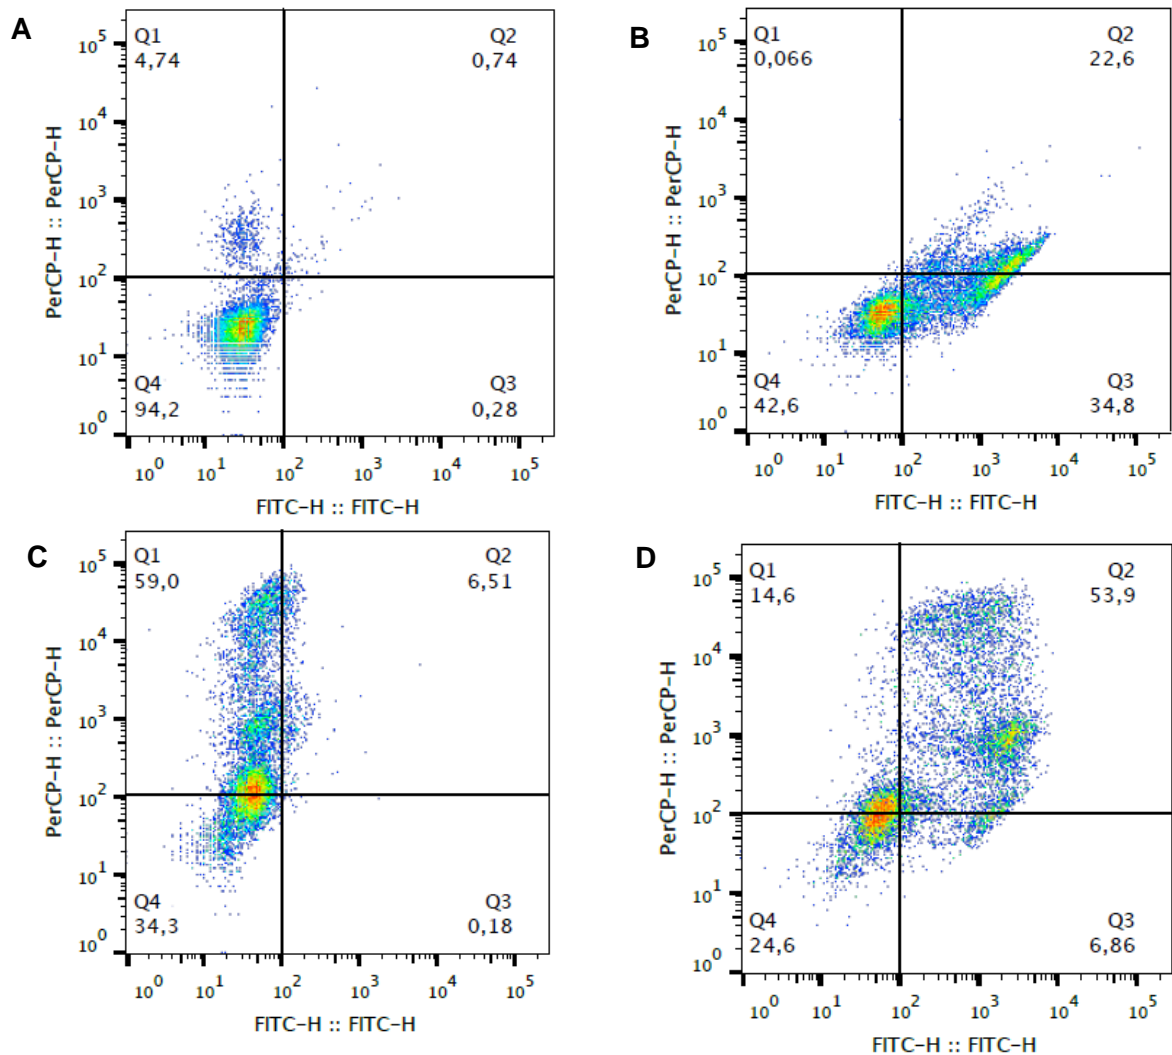 A
Q1
4,74
Q2
0,74
Q4
94,2
Q3
0,28
10^5
10^4
10^3
10^2
10^1
10^0
PerCP-H :: PerCP-H
10^0 10^1 10^2 10^3 10^4 10^5
FITC-H :: FITC-H
B
Q1
0,066
Q2
22,6
Q4
42,6
Q3
34,8
10^5
10^4
10^3
10^2
10^1
10^0
PerCP-H :: PerCP-H
10^0 10^1 10^2 10^3 10^4 10^5
FITC-H :: FITC-H
C
Q1
59,0
Q2
6,51
Q4
34,3
Q3
0,18
10^5
10^4
10^3
10^2
10^1
10^0
PerCP-H :: PerCP-H
10^0 10^1 10^2 10^3 10^4 10^5
FITC-H :: FITC-H
D
Q1
14,6
Q2
53,9
Q4
24,6
Q3
6,86
10^5
10^4
10^3
10^2
10^1
10^0
PerCP-H :: PerCP-H
10^0 10^1 10^2 10^3 10^4 10^5
FITC-H :: FITC-H